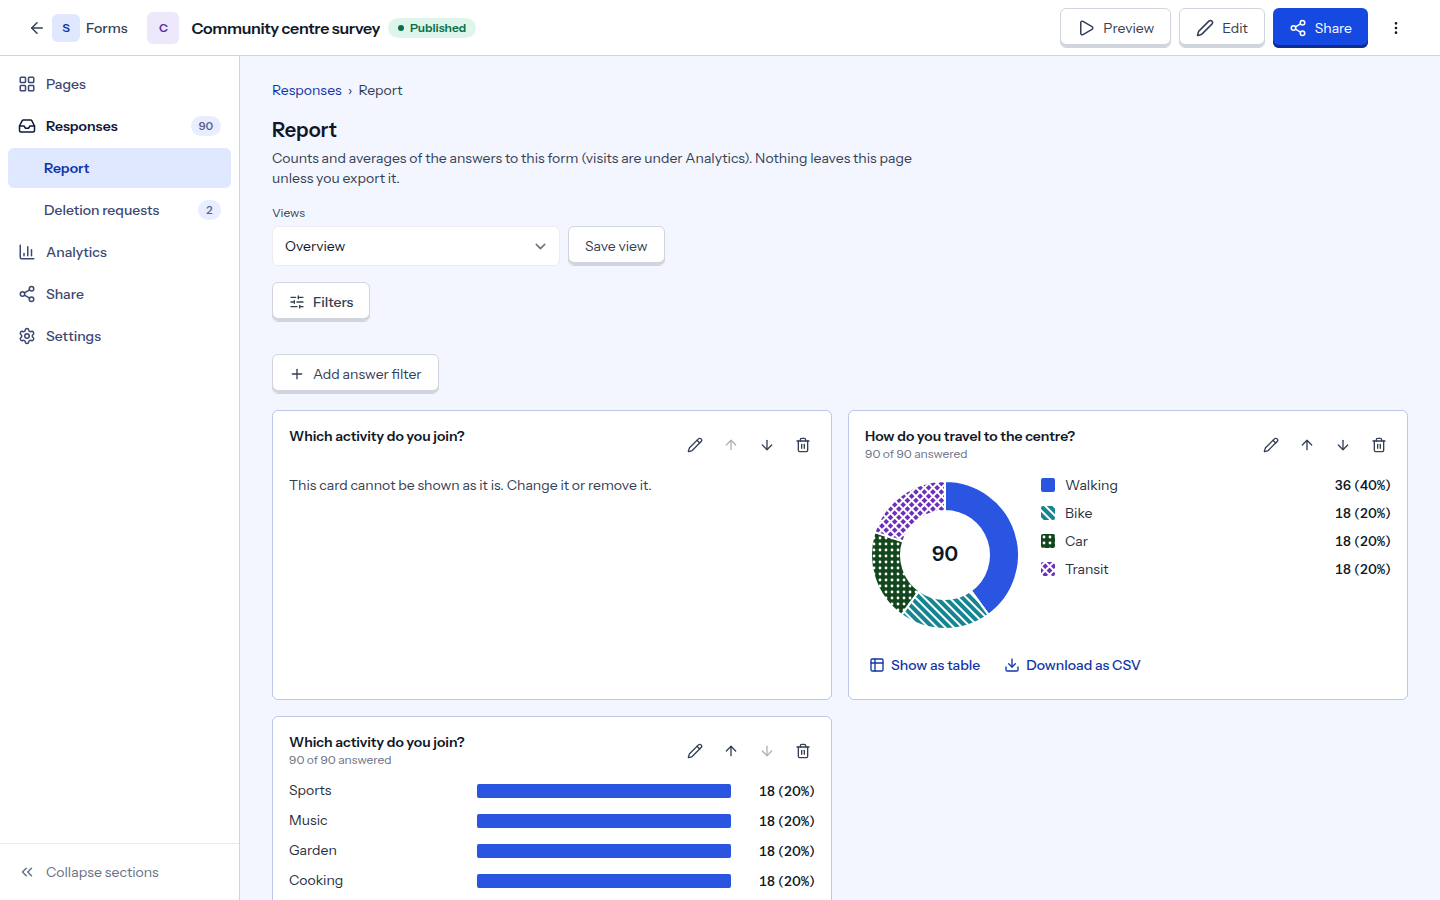 S Forms C Community centre survey Published Preview Edit Share
Pages
Responses 90
Report
Deletion requests 2
Analytics
Share
Settings
Collapse sections
Responses › Report
Report
Counts and averages of the answers to this form (visits are under Analytics). Nothing leaves this page
unless you export it.
Views
Overview Save view
Filters
Add answer filter
Which activity do you join?
This card cannot be shown as it is. Change it or remove it.
How do you travel to the centre?
90 of 90 answered
90
Walking 36 (40%)
Bike 18 (20%)
Car 18 (20%)
Transit 18 (20%)
Show as table Download as CSV
Which activity do you join?
90 of 90 answered
Sports 18 (20%)
Music 18 (20%)
Garden 18 (20%)
Cooking 18 (20%)